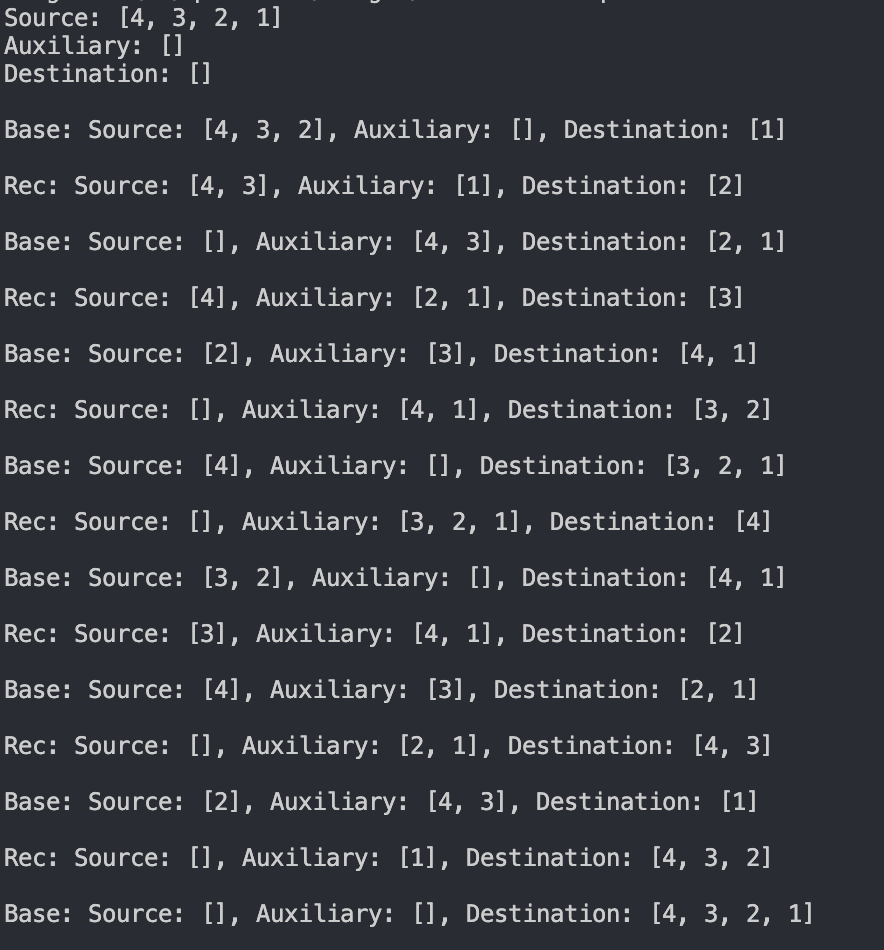 Source: [4, 3, 2, 1]
Auxiliary: []
Destination: []
Base: Source: [4, 3, 2], Auxiliary: [], Destination: [1]
Rec: Source: [4, 3], Auxiliary: [1], Destination: [2]
Base: Source: [], Auxiliary: [4, 3], Destination: [2, 1]
Rec: Source: [4], Auxiliary: [2, 1], Destination: [3]
Base: Source: [2], Auxiliary: [3], Destination: [4, 1]
Rec: Source: [], Auxiliary: [4, 1], Destination: [3, 2]
Base: Source: [4], Auxiliary: [], Destination: [3, 2, 1]
Rec: Source: [], Auxiliary: [3, 2, 1], Destination: [4]
Base: Source: [3, 2], Auxiliary: [], Destination: [4, 1]
Rec: Source: [3], Auxiliary: [4, 1], Destination: [2]
Base: Source: [4], Auxiliary: [3], Destination: [2, 1]
Rec: Source: [], Auxiliary: [2, 1], Destination: [4, 3]
Base: Source: [2], Auxiliary: [4, 3], Destination: [1]
Rec: Source: [], Auxiliary: [1], Destination: [4, 3, 2]
Base: Source: [], Auxiliary: [], Destination: [4, 3, 2, 1]